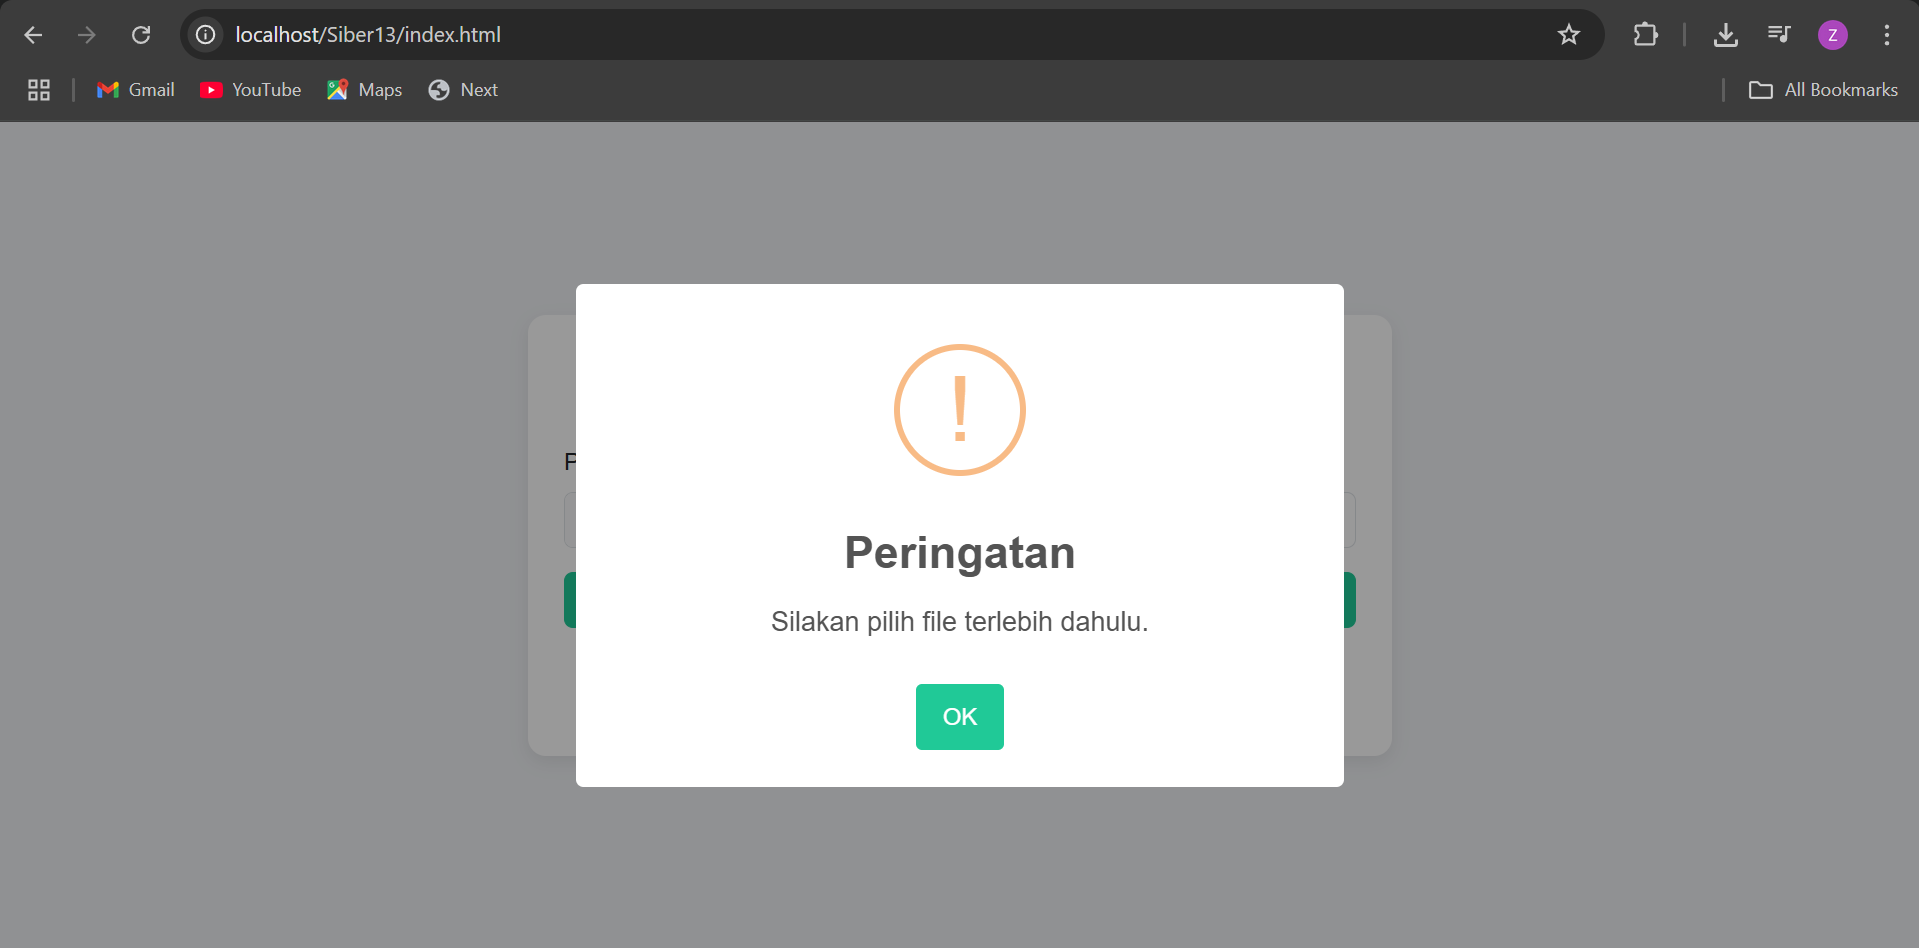 localhost/Siber13/index.html
Z
Gmail YouTube Maps Next All Bookmarks
!
Peringatan
P
Silakan pilih file terlebih dahulu.
OK